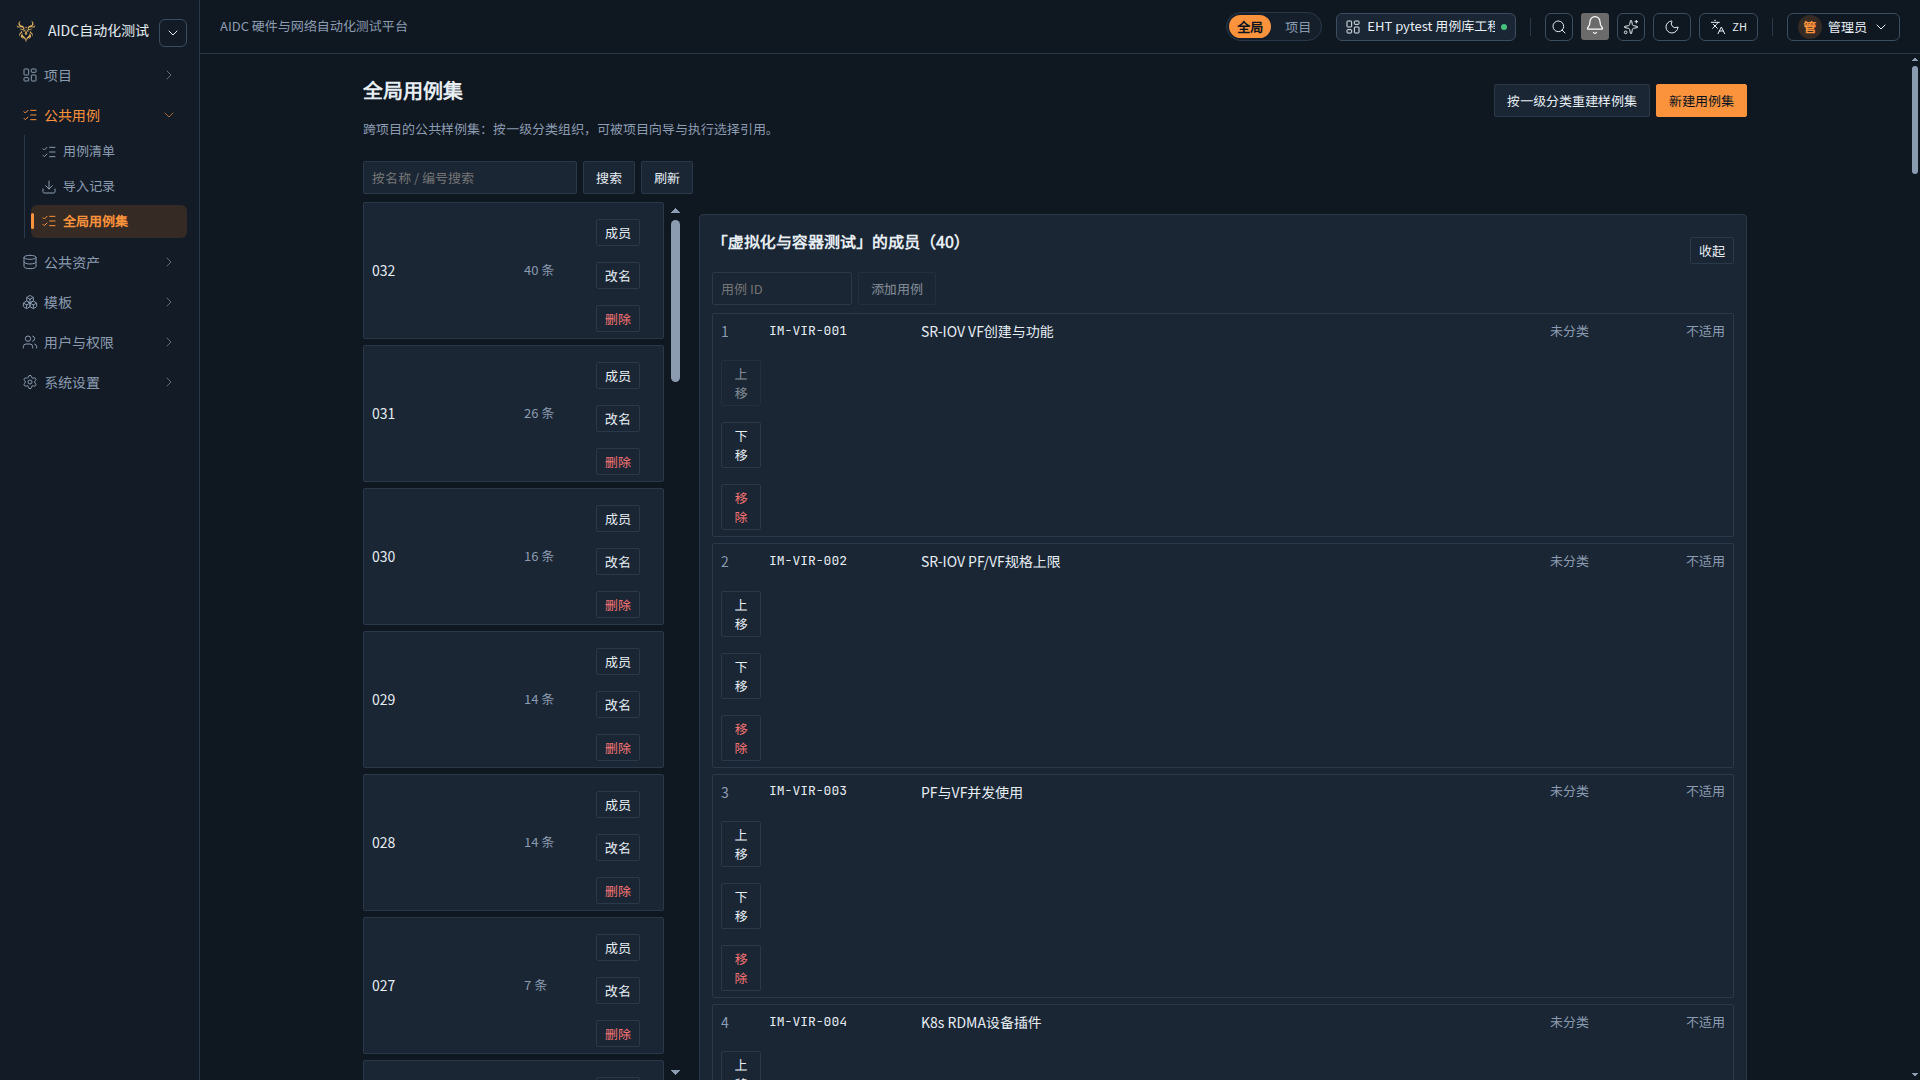 AIDC自动化测试
项目
公共用例
用例清单
导入记录
全局用例集
公共资产
模板
用户与权限
系统设置
AIDC 硬件与网络自动化测试平台
全局
项目
EHT pytest 用例库工程
ZH
管
管理员
全局用例集
跨项目的公共样例集：按一级分类组织，可被项目向导与执行选择引用。
按一级分类重建样例集
新建用例集
按名称 / 编号搜索
搜索
刷新
032
40 条
成员
改名
删除
031
26 条
成员
改名
删除
030
16 条
成员
改名
删除
029
14 条
成员
改名
删除
028
14 条
成员
改名
删除
027
7 条
成员
改名
删除
「虚拟化与容器测试」的成员（40）
收起
用例 ID
添加用例
1 IM-VIR-001 SR-IOV VF创建与功能 未分类 不适用
上移
下移
移除
2 IM-VIR-002 SR-IOV PF/VF规格上限 未分类 不适用
上移
下移
移除
3 IM-VIR-003 PF与VF并发使用 未分类 不适用
上移
下移
移除
4 IM-VIR-004 K8s RDMA设备插件 未分类 不适用
上